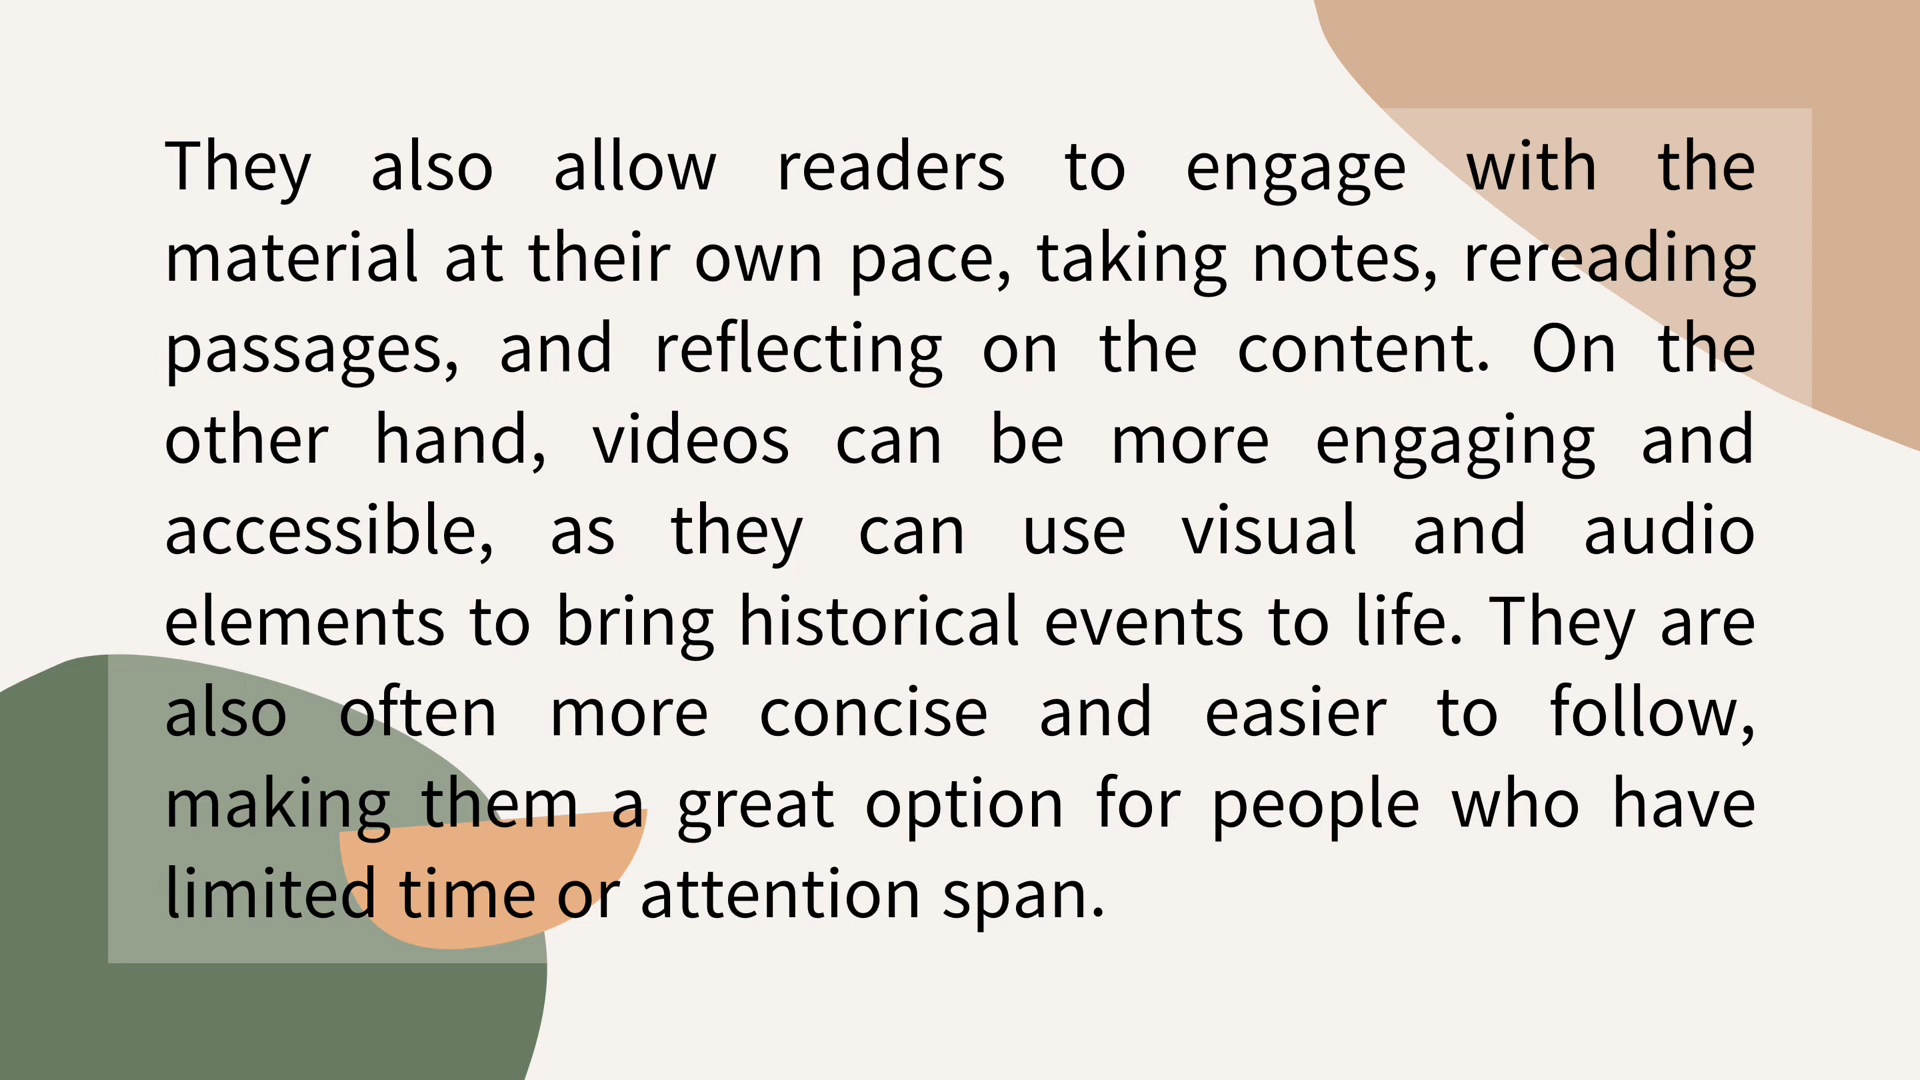 They also allow readers to engage with the
material at their own pace, taking notes, rereading
passages, and reflecting on the content. On the
other hand, videos can be more engaging and
accessible, as they can use visual and audio
elements to bring historical events to life. They are
also often more concise and easier to follow,
making them a great option for people who have
limited time or attention span.